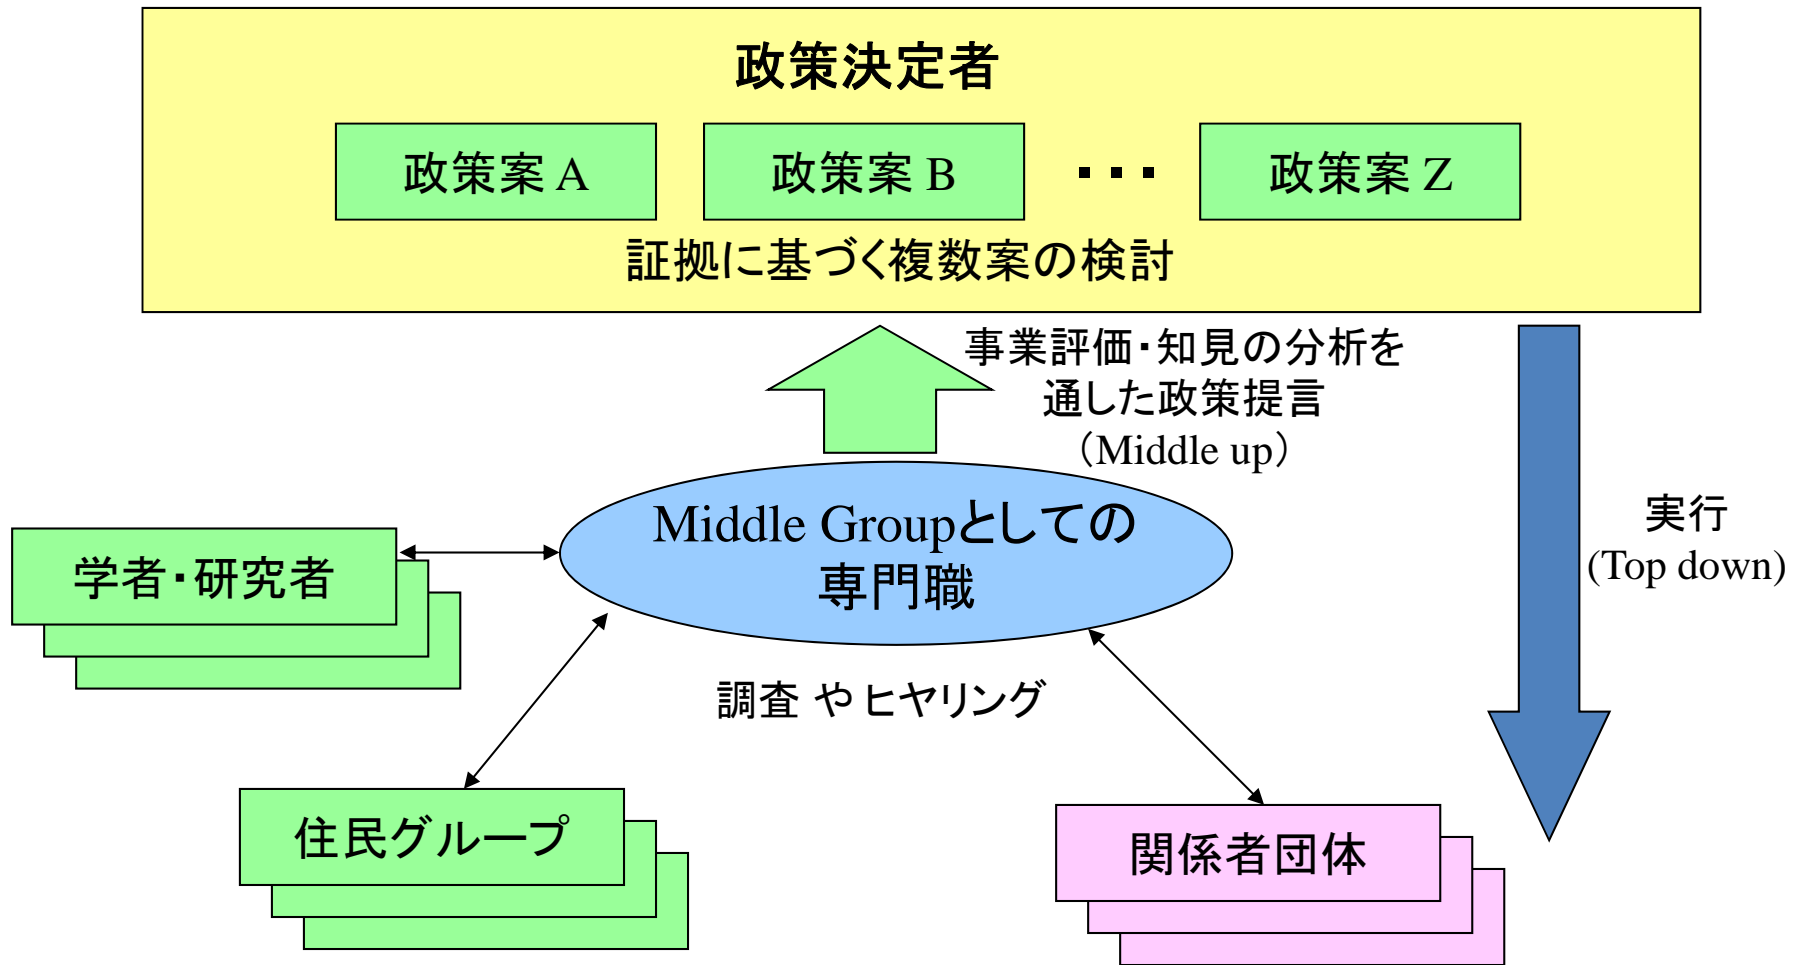 政策決定者
政策案 A
政策案 B
・・・
政策案 Z
証拠に基づく複数案の検討
事業評価・知見の分析を
通した政策提言
（Middle up）
実行
(Top down)
Middle Groupとしての
専門職
学者・研究者
調査 や ヒヤリング
住民グループ
関係者団体